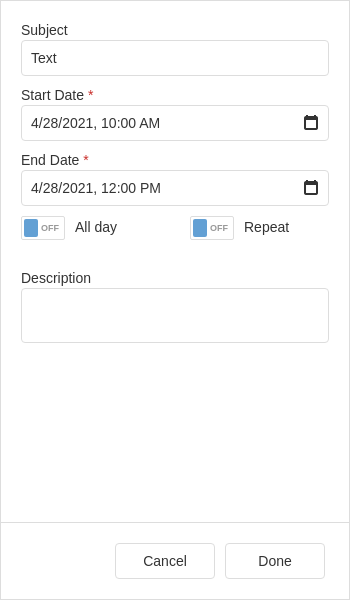 Subject
Text
Start Date *
4/28/2021, 10:00 AM
End Date *
4/28/2021, 12:00 PM
OFF All day OFF Repeat
Description
Cancel Done